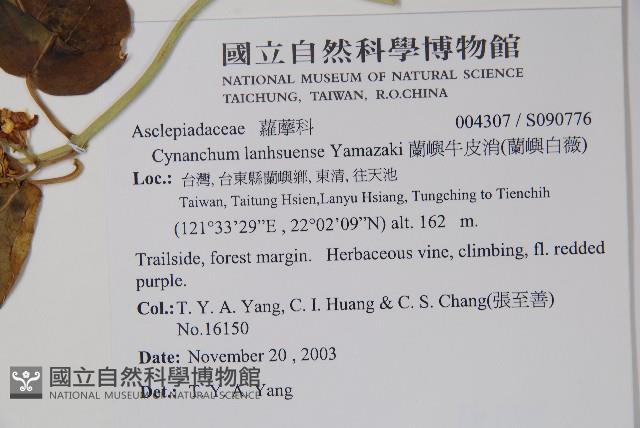 國立自然科學博物館
NATIONAL MUSEUM OF NATURAL SCIENCE
TAICHUNG, TAIWAN, R.O.CHINA
Asclepiadaceae 蘿藦科 004307 / S090776
Cynanchum lanhsuense Yamazaki 蘭嶼牛皮消(蘭嶼白薇)
Loc.: 台灣, 台東縣蘭嶼鄉, 東清, 往天池
Taiwan, Taitung Hsien,Lanyu Hsiang, Tungching to Tienchih
(121°33'29”E , 22°02'09”N) alt. 162 m.
Trailside, forest margin. Herbaceous vine, climbing, fl. redded
purple.
Col.: T. Y. A. Yang, C. I. Huang & C. S. Chang(張至善)
No.16150
Date: November 20 , 2003
Det.: T. Y. A. Yang
國立自然科學博物館
NATIONAL MUSEUM OF NATURAL SCIENCE